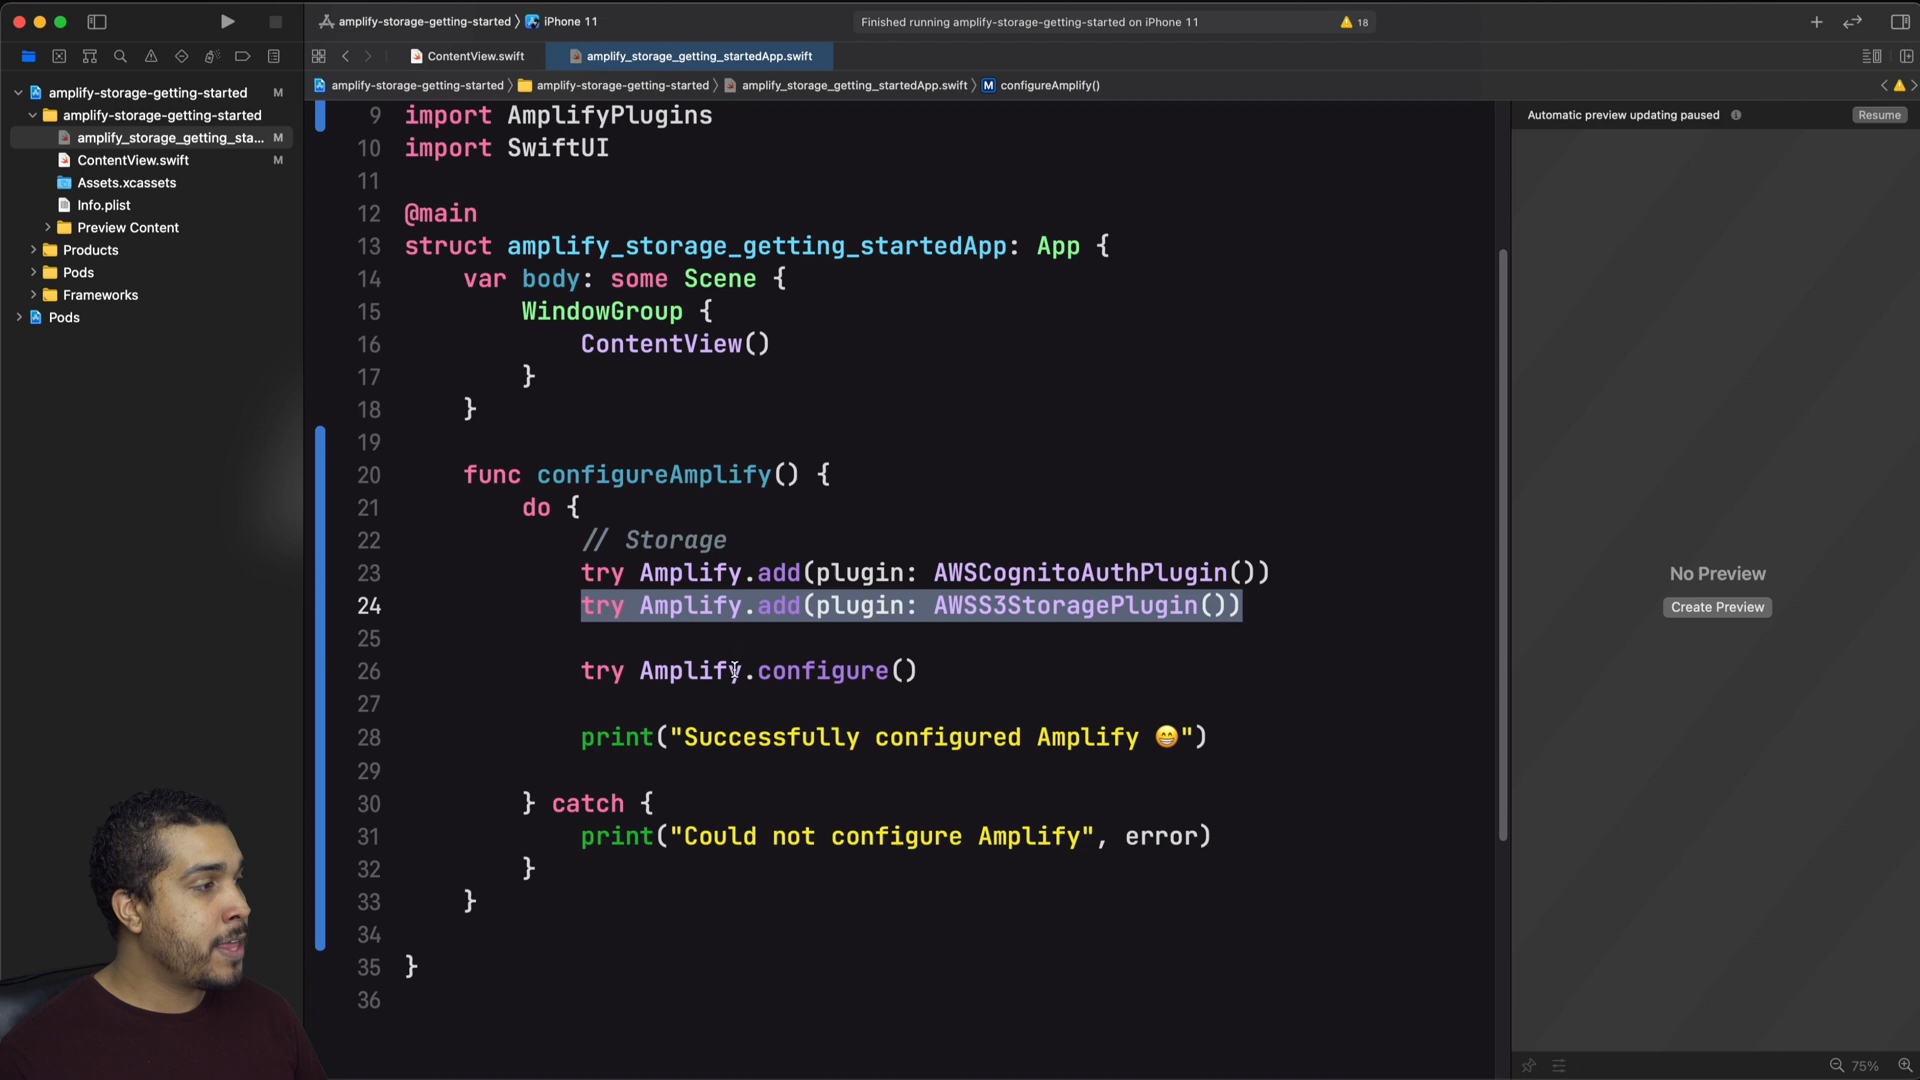 amplify-storage-getting-started
iPhone 11
Finished running amplify-storage-getting-started on iPhone 11
18
ContentView.swift
amplify_storage_getting_startedApp.swift
amplify-storage-getting-started
amplify-storage-getting-started
amplify_storage_getting_startedApp.swift
M configureAmplify()
amplify-storage-getting-started M
amplify-storage-getting-started
amplify_storage_getting_sta... M
ContentView.swift M
Assets.xcassets
Info.plist
Preview Content
Products
Pods
Frameworks
Pods
9 import AmplifyPlugins
10 import SwiftUI
11
12 @main
13 struct amplify_storage_getting_startedApp: App {
14 var body: some Scene {
15 WindowGroup {
16 ContentView()
17 }
18 }
19
20 func configureAmplify() {
21 do {
22 // Storage
23 try Amplify.add(plugin: AWSCognitoAuthPlugin())
24 try Amplify.add(plugin: AWSS3StoragePlugin())
25
26 try Amplify.configure()
27
28 print("Successfully configured Amplify 😁")
29
30 } catch {
31 print("Could not configure Amplify", error)
32 }
33 }
34
35 }
36
Automatic preview updating paused
Resume
No Preview
Create Preview
75%